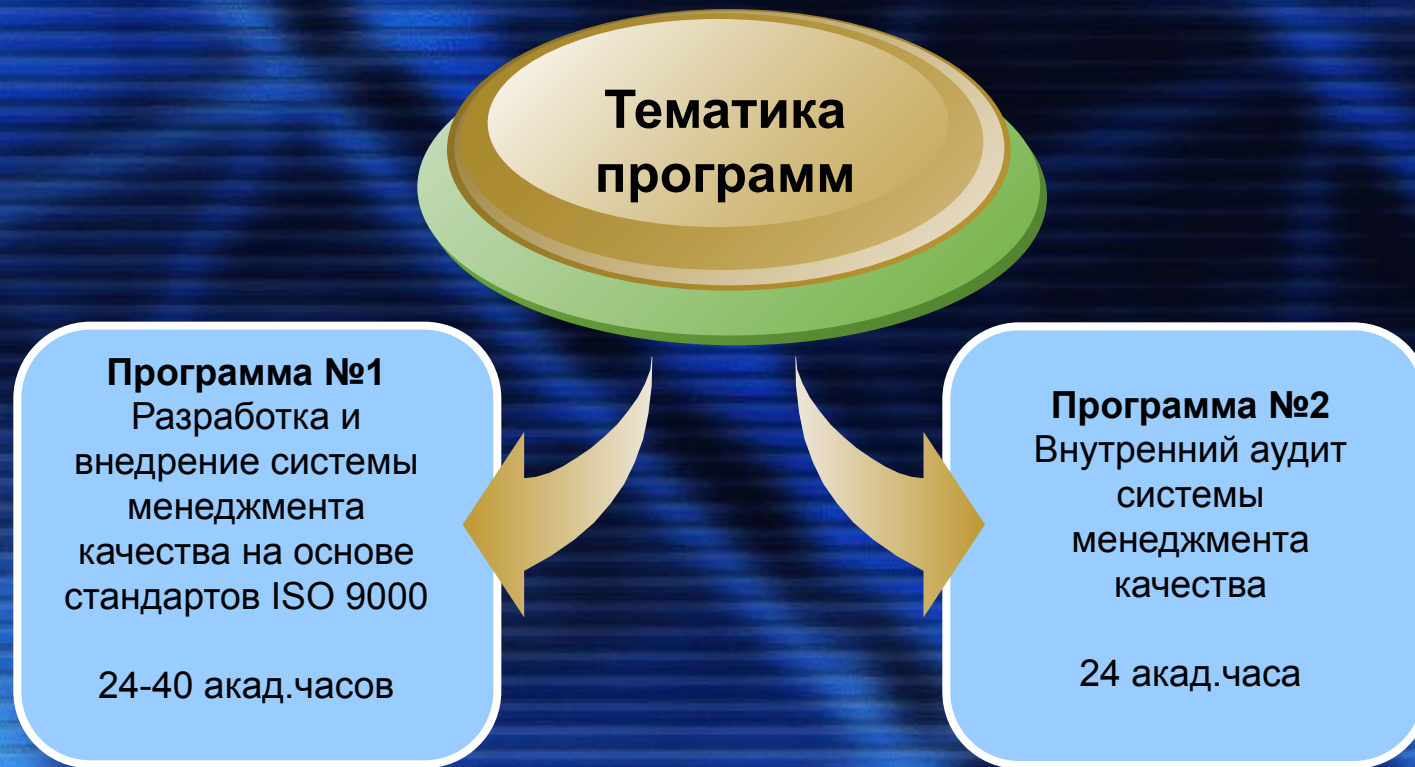 Тематика
программ
Программа №1
Разработка и
внедрение системы
менеджмента
качества на основе
стандартов ISO 9000
24-40 акад.часов
Программа №2
Внутренний аудит
системы
менеджмента
качества
24 акад.часа